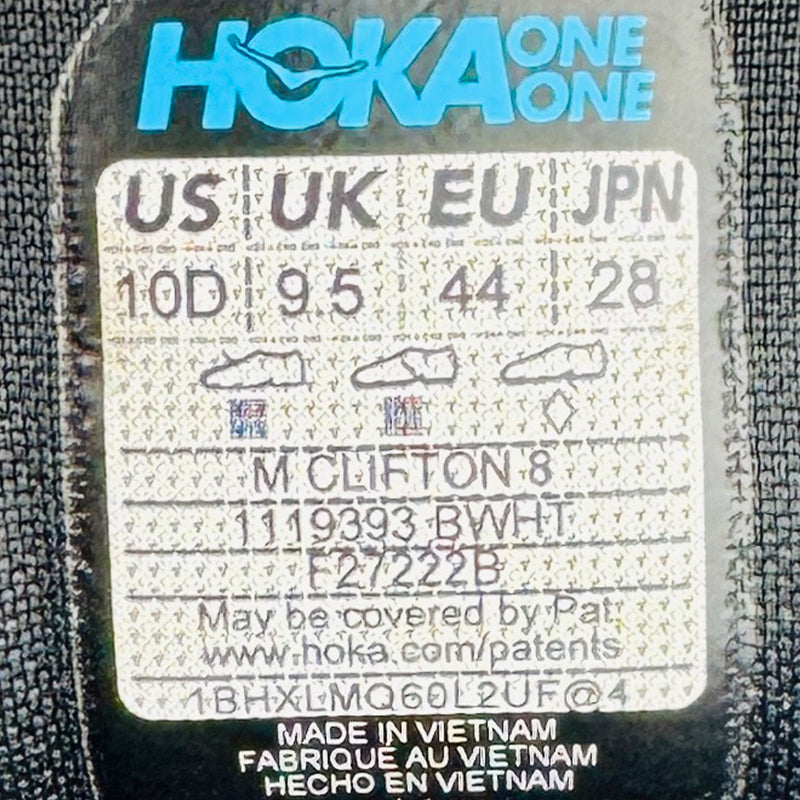 HOKA ONE ONE
US UK EU JPN
10D 9.5 44 28
M CLIFTON 8
1119393 BWHT
F27222B
May be covered by Pat.
www.hoka.com/patents
1BHXLMQ60L2UF@4
MADE IN VIETNAM
FABRIQUÉ AU VIETNAM
HECHO EN VIETNAM